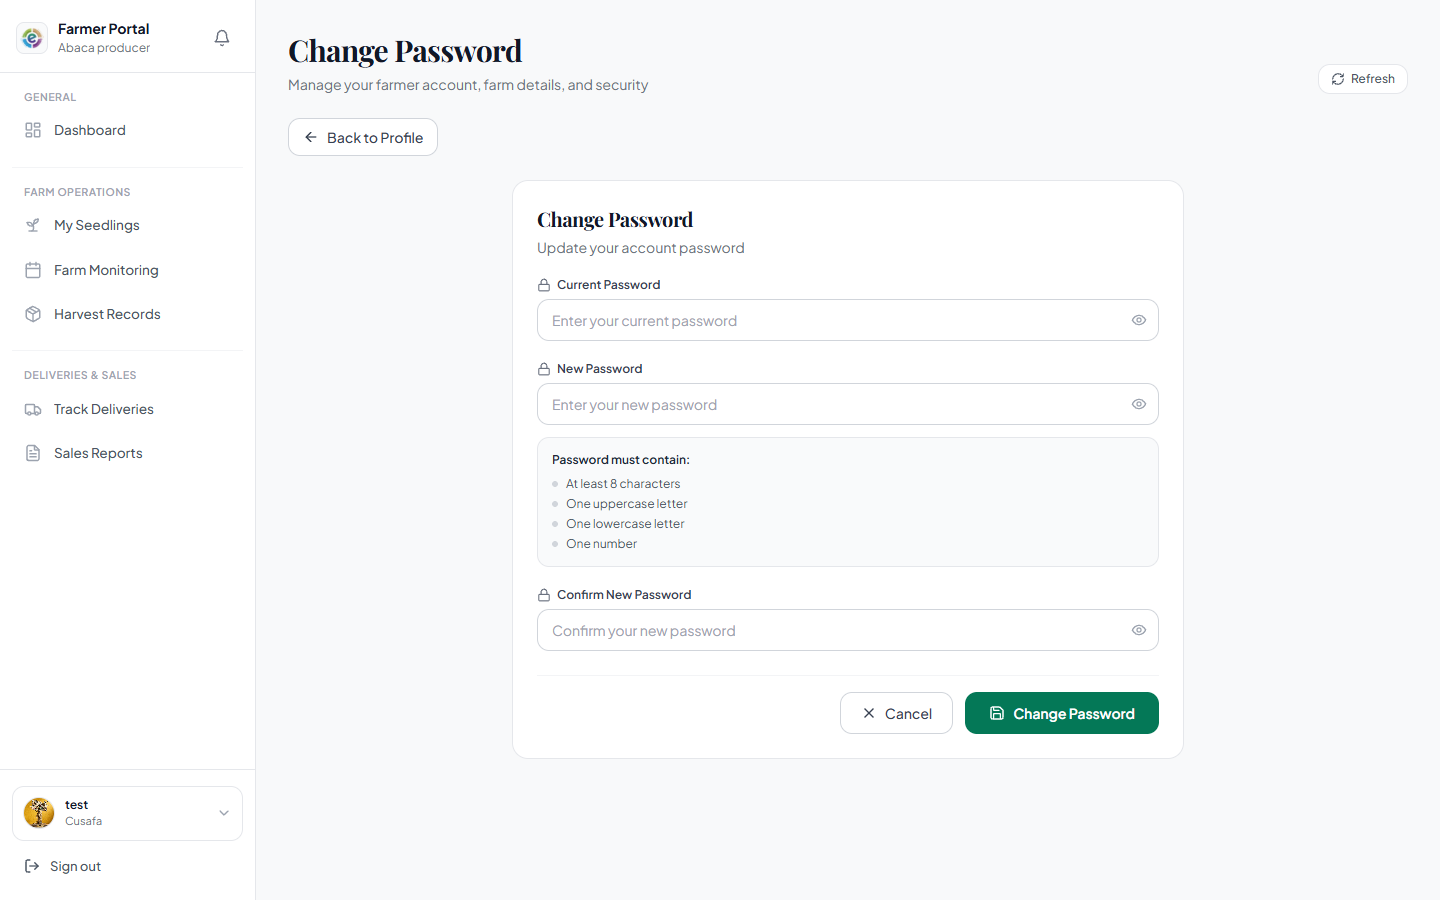 Farmer Portal
Abaca producer
GENERAL
Dashboard
FARM OPERATIONS
My Seedlings
Farm Monitoring
Harvest Records
DELIVERIES & SALES
Track Deliveries
Sales Reports
test
Cusafa
Sign out
Change Password
Manage your farmer account, farm details, and security
Refresh
Back to Profile
Change Password
Update your account password
Current Password
Enter your current password
New Password
Enter your new password
Password must contain:
At least 8 characters
One uppercase letter
One lowercase letter
One number
Confirm New Password
Confirm your new password
Cancel
Change Password